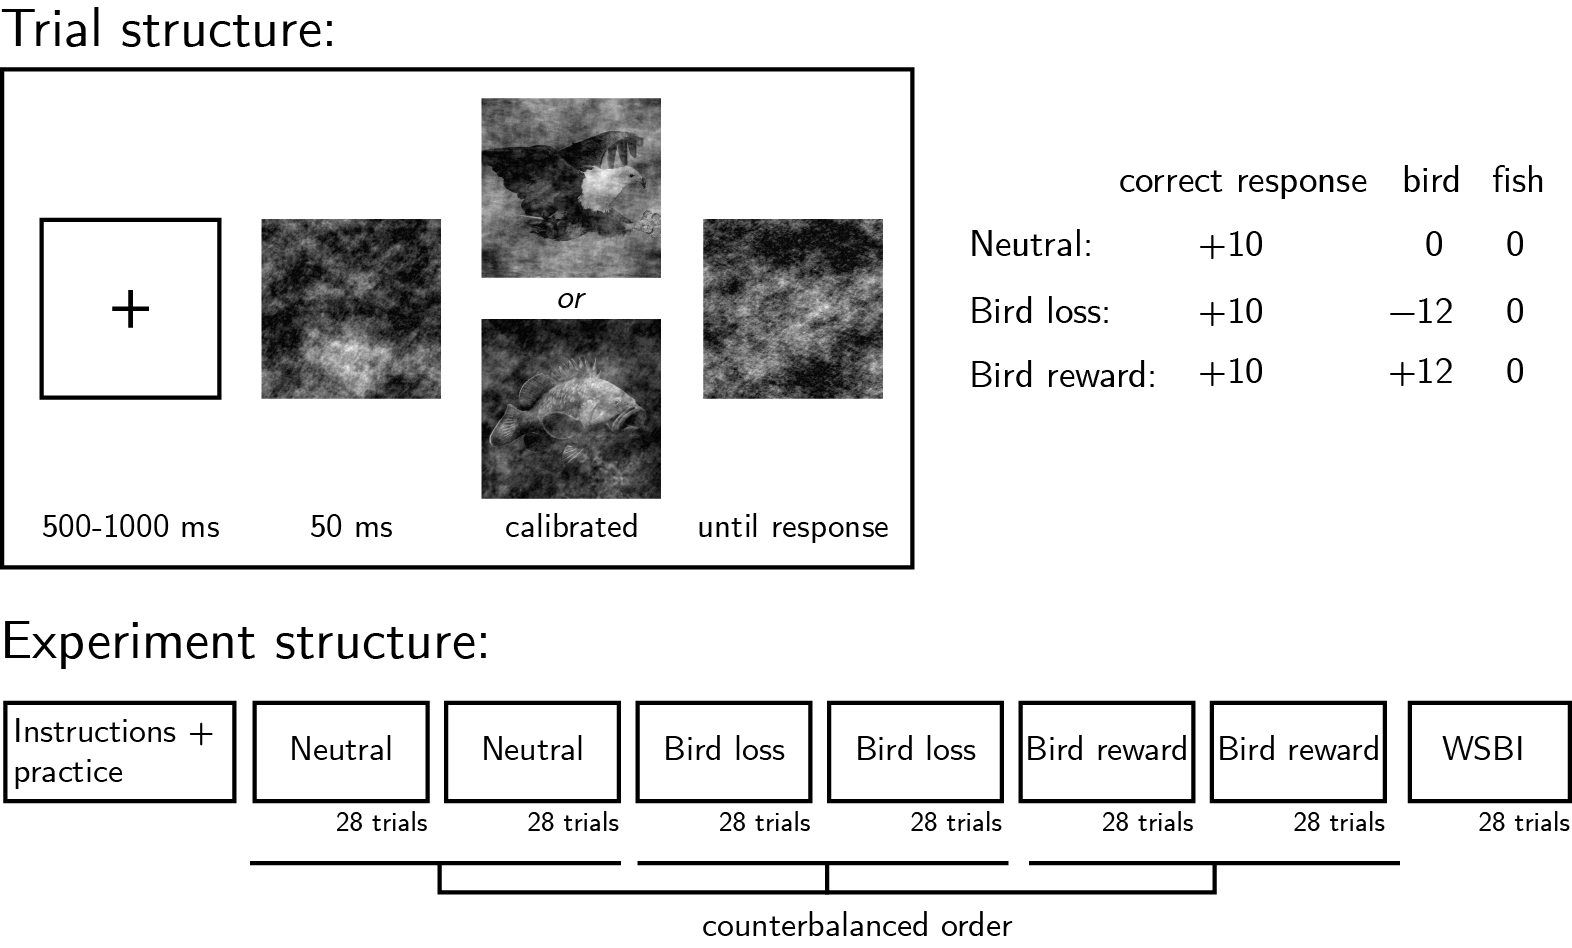 Trial structure:
+
or
500-1000 ms 50 ms calibrated until response
correct response bird fish
Neutral: +10 0 0
Bird loss: +10 −12 0
Bird reward: +10 +12 0
Experiment structure:
Instructions +
practice
Neutral Neutral Bird loss Bird loss Bird reward Bird reward WSBI
28 trials 28 trials 28 trials 28 trials 28 trials 28 trials 28 trials
counterbalanced order